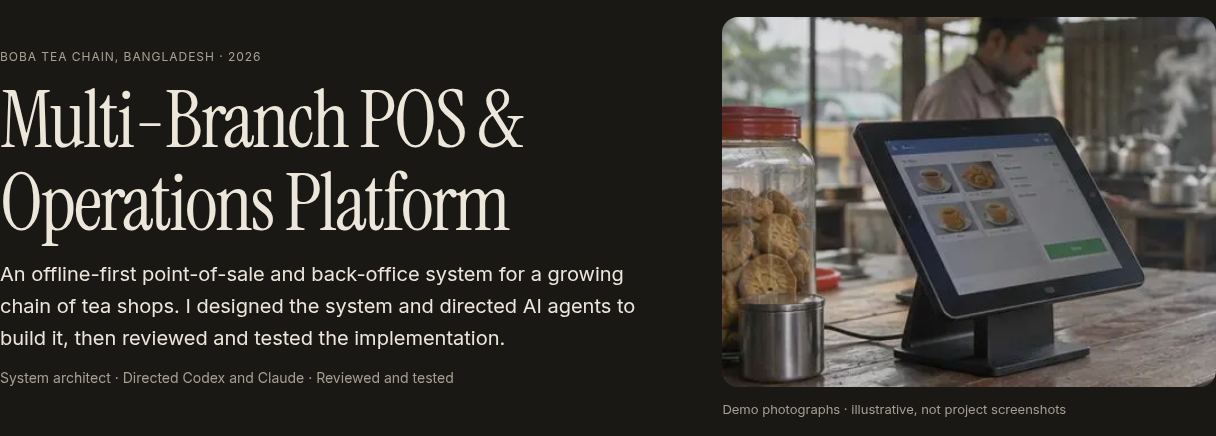 BOBA TEA CHAIN, BANGLADESH · 2026
Multi-Branch POS &
Operations Platform
An offline-first point-of-sale and back-office system for a growing
chain of tea shops. I designed the system and directed AI agents to
build it, then reviewed and tested the implementation.
System architect · Directed Codex and Claude · Reviewed and tested
Demo photographs · illustrative, not project screenshots